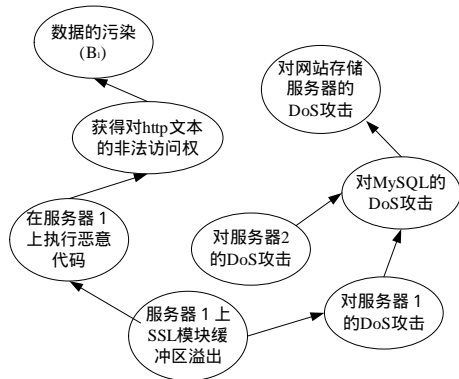 数据的污染
(B₁)
对网站存储
服务器的
DoS攻击
获得对http文本
的非法访问权
对MySQL的
DoS攻击
在服务器 1
上执行恶意
代码
对服务器2
的DoS攻击
服务器 1 上
SSL模块缓
冲区溢出
对服务器 1
的DoS攻击